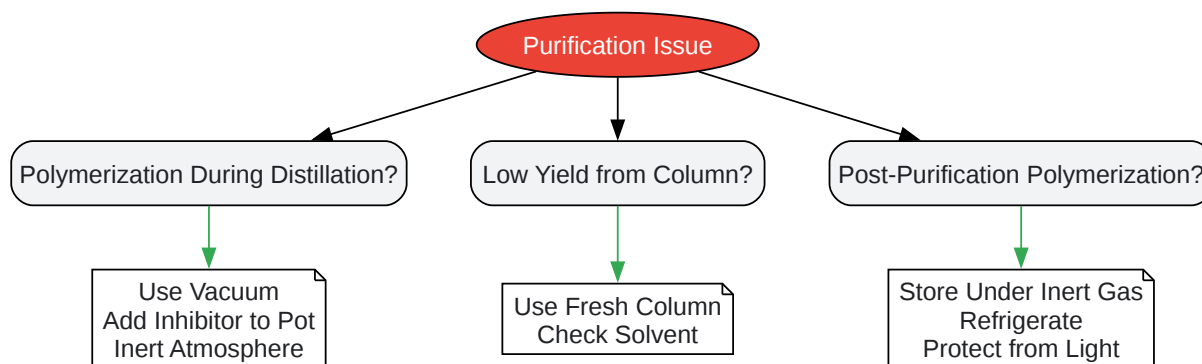 Purification Issue
Polymerization During Distillation?
Low Yield from Column?
Post-Purification Polymerization?
Use Vacuum
Add Inhibitor to Pot
Inert Atmosphere
Use Fresh Column
Check Solvent
Store Under Inert Gas
Refrigerate
Protect from Light